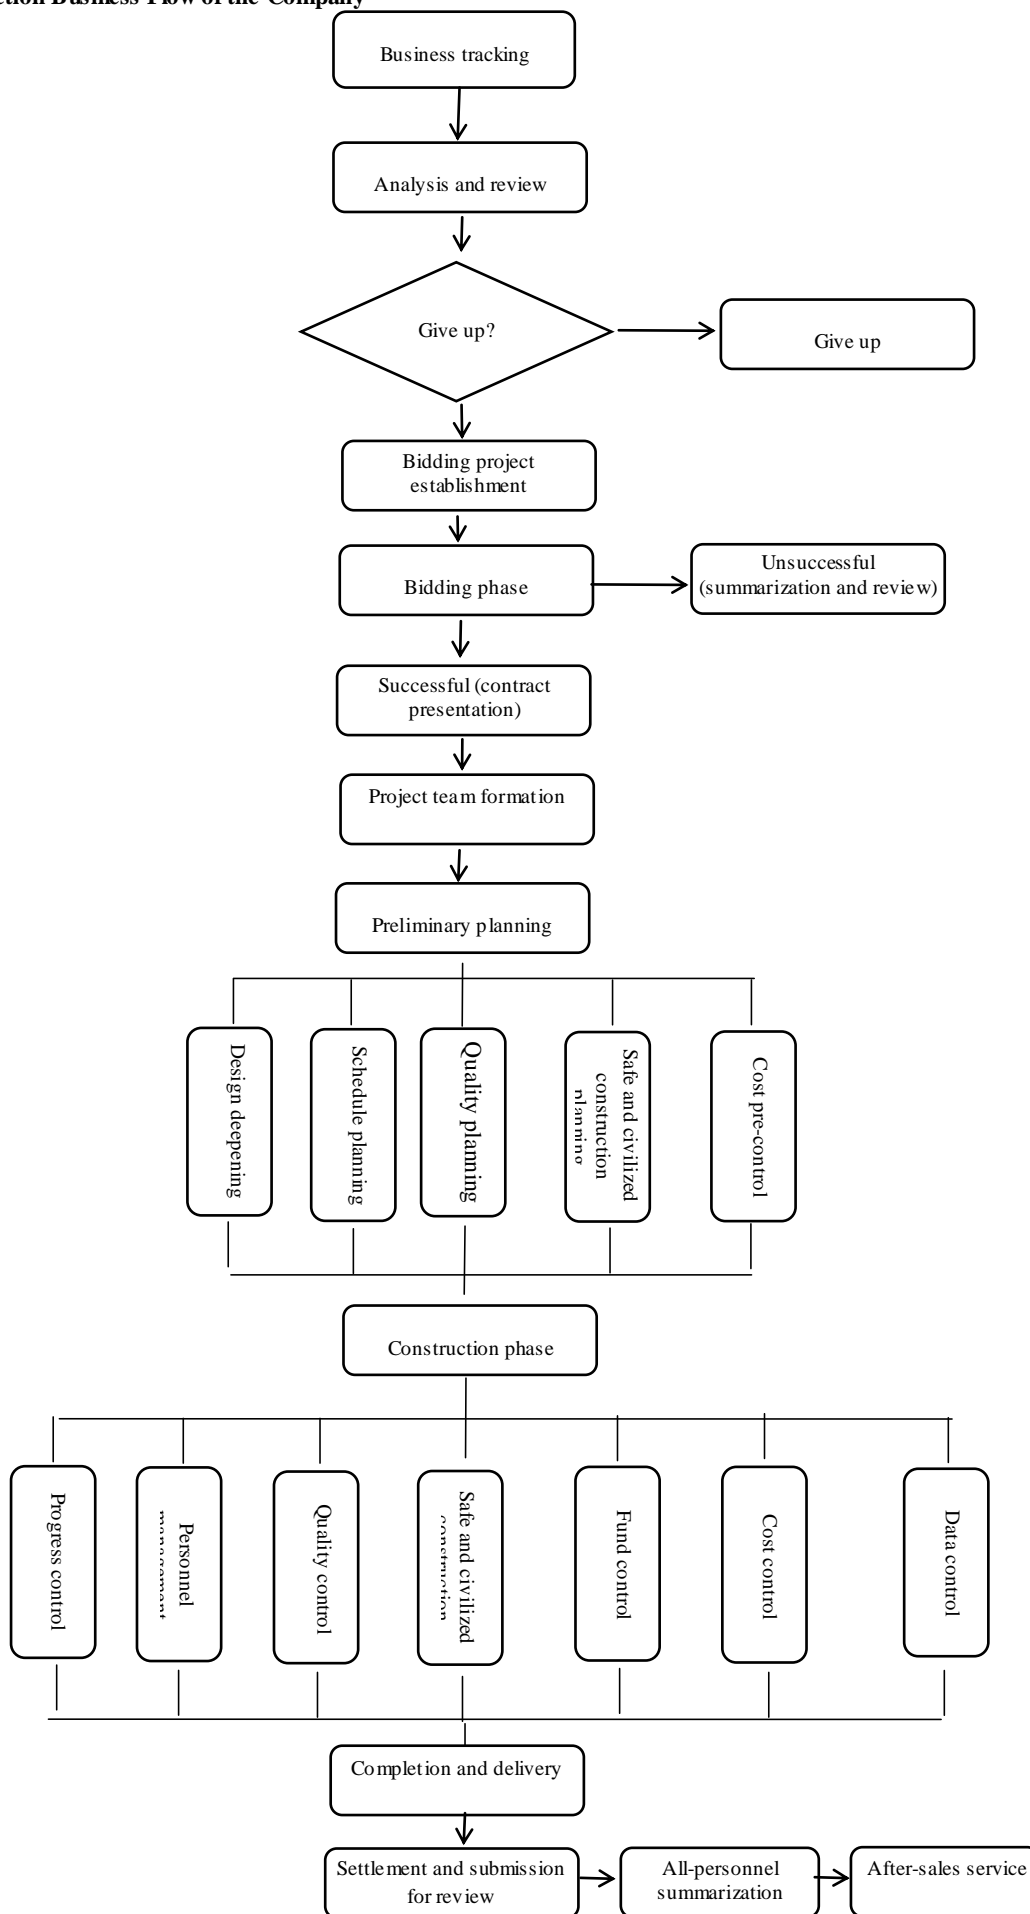 Business Flow of the Company
Business tracking
Analysis and review
Give up?
Give up
Bidding project
establishment
Bidding phase
Unsuccessful
(summarization and review)
Successful (contract
presentation)
Project team formation
Preliminary planning
Design deepening
Schedule planning
Quality planning
Safe and civilized
construction
planning
Cost pre-control
Construction phase
Progress control
Personnel
management
Quality control
Safe and civilized
construction
Fund control
Cost control
Data control
Completion and delivery
Settlement and submission
for review
All-personnel
summarization
After-sales service